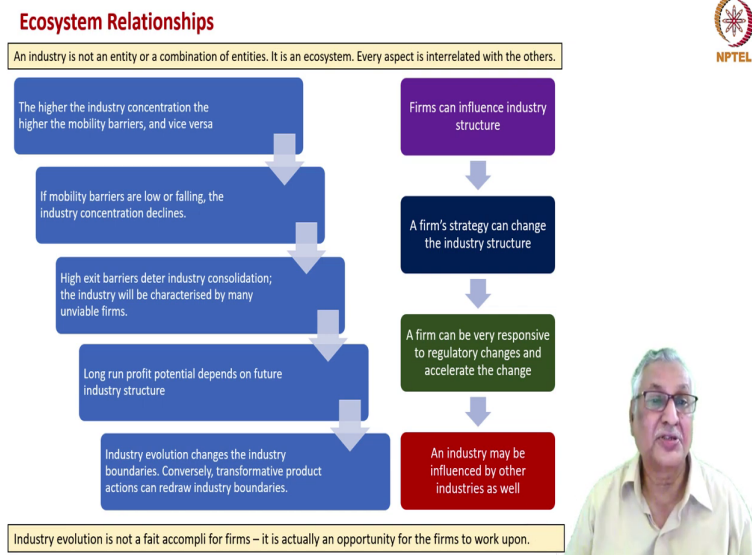 Ecosystem Relationships
NPTEL
An industry is not an entity or a combination of entities. It is an ecosystem. Every aspect is interrelated with the others.
The higher the industry concentration the
higher the mobility barriers, and vice versa
If mobility barriers are low or falling, the
industry concentration declines.
High exit barriers deter industry consolidation;
the industry will be characterised by many
unviable firms.
Long run profit potential depends on future
industry structure
Industry evolution changes the industry
boundaries. Conversely, transformative product
actions can redraw industry boundaries.
Firms can influence industry
structure
A firm's strategy can change
the industry structure
A firm can be very responsive
to regulatory changes and
accelerate the change
An industry may be
influenced by other
industries as well
Industry evolution is not a fait accompli for firms – it is actually an opportunity for the firms to work upon.